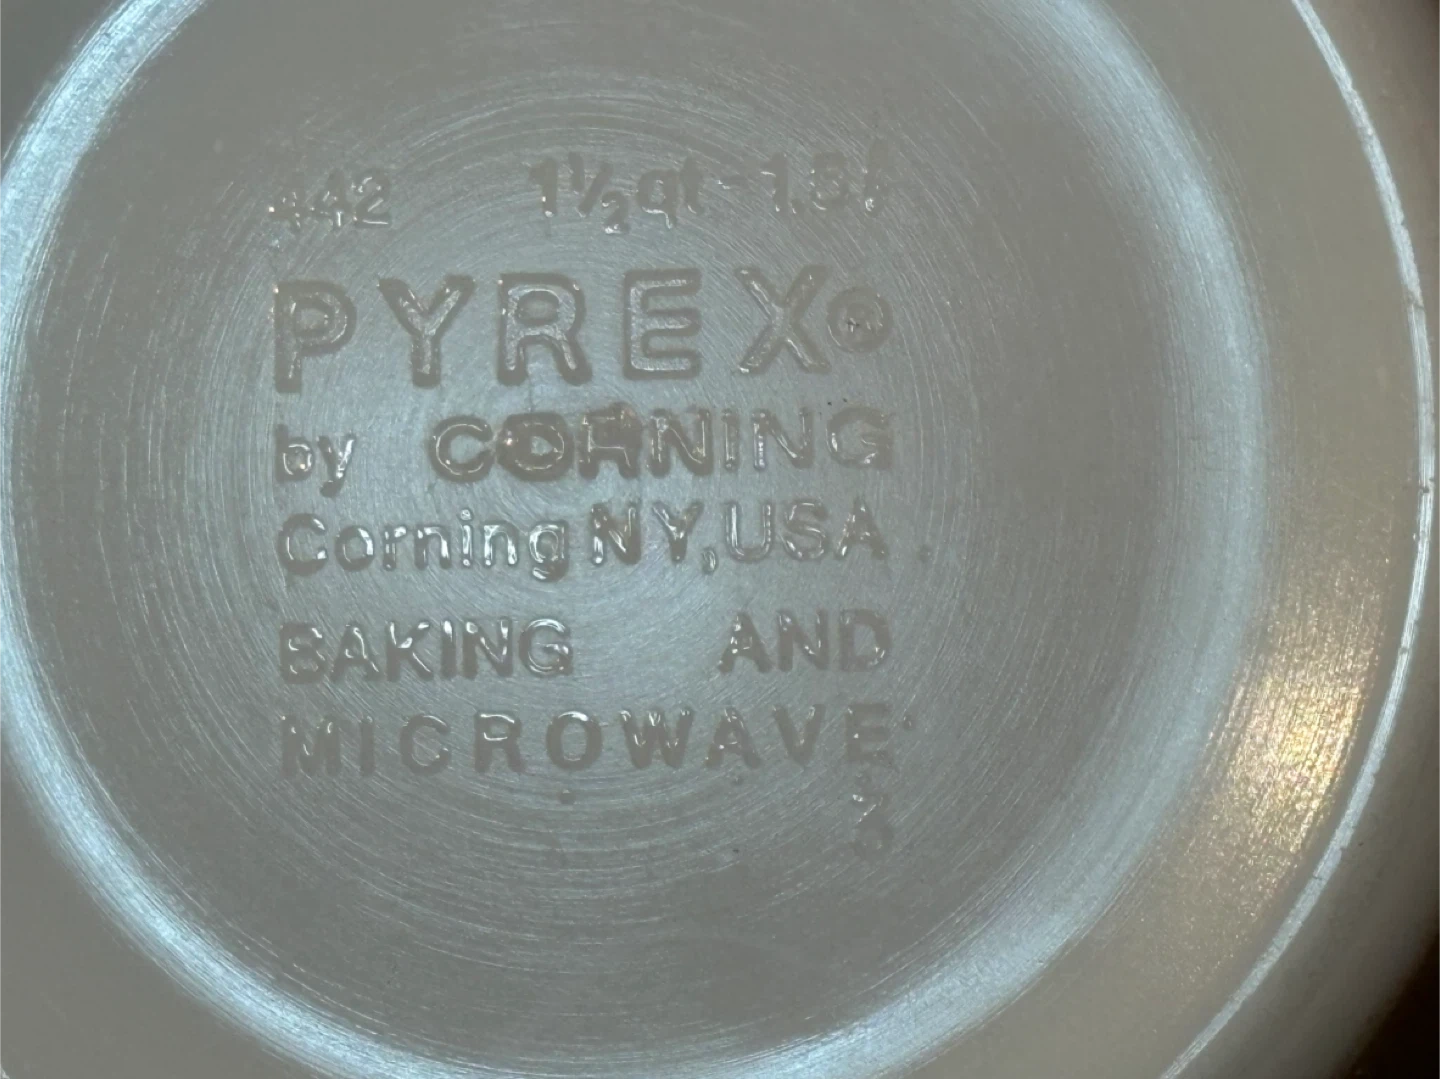 442 1½qt - 1.5ℓ
PYREX®
by CORNING
Corning NY, USA
BAKING AND
MICROWAVE